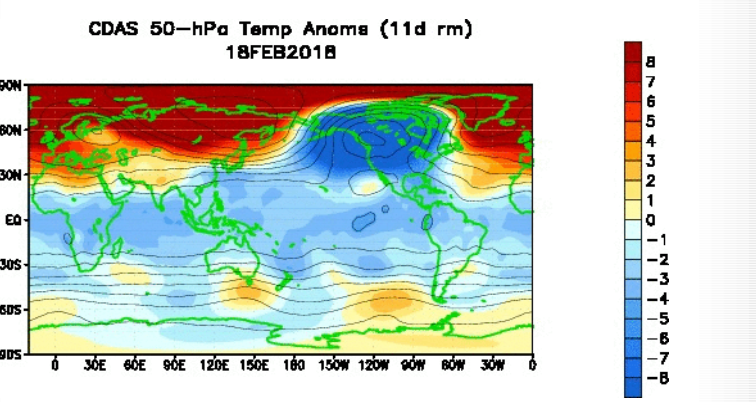 CDAS 50-hPa Temp Anoms (11d rm)
18FEB2018
90N
60N
30N
EQ
30S
60S
90S
0 30E 60E 90E 120E 150E 180 150W 120W 90W 60W 30W 0
8
7
6
5
4
3
2
1
0
-1
-2
-3
-4
-5
-6
-7
-8